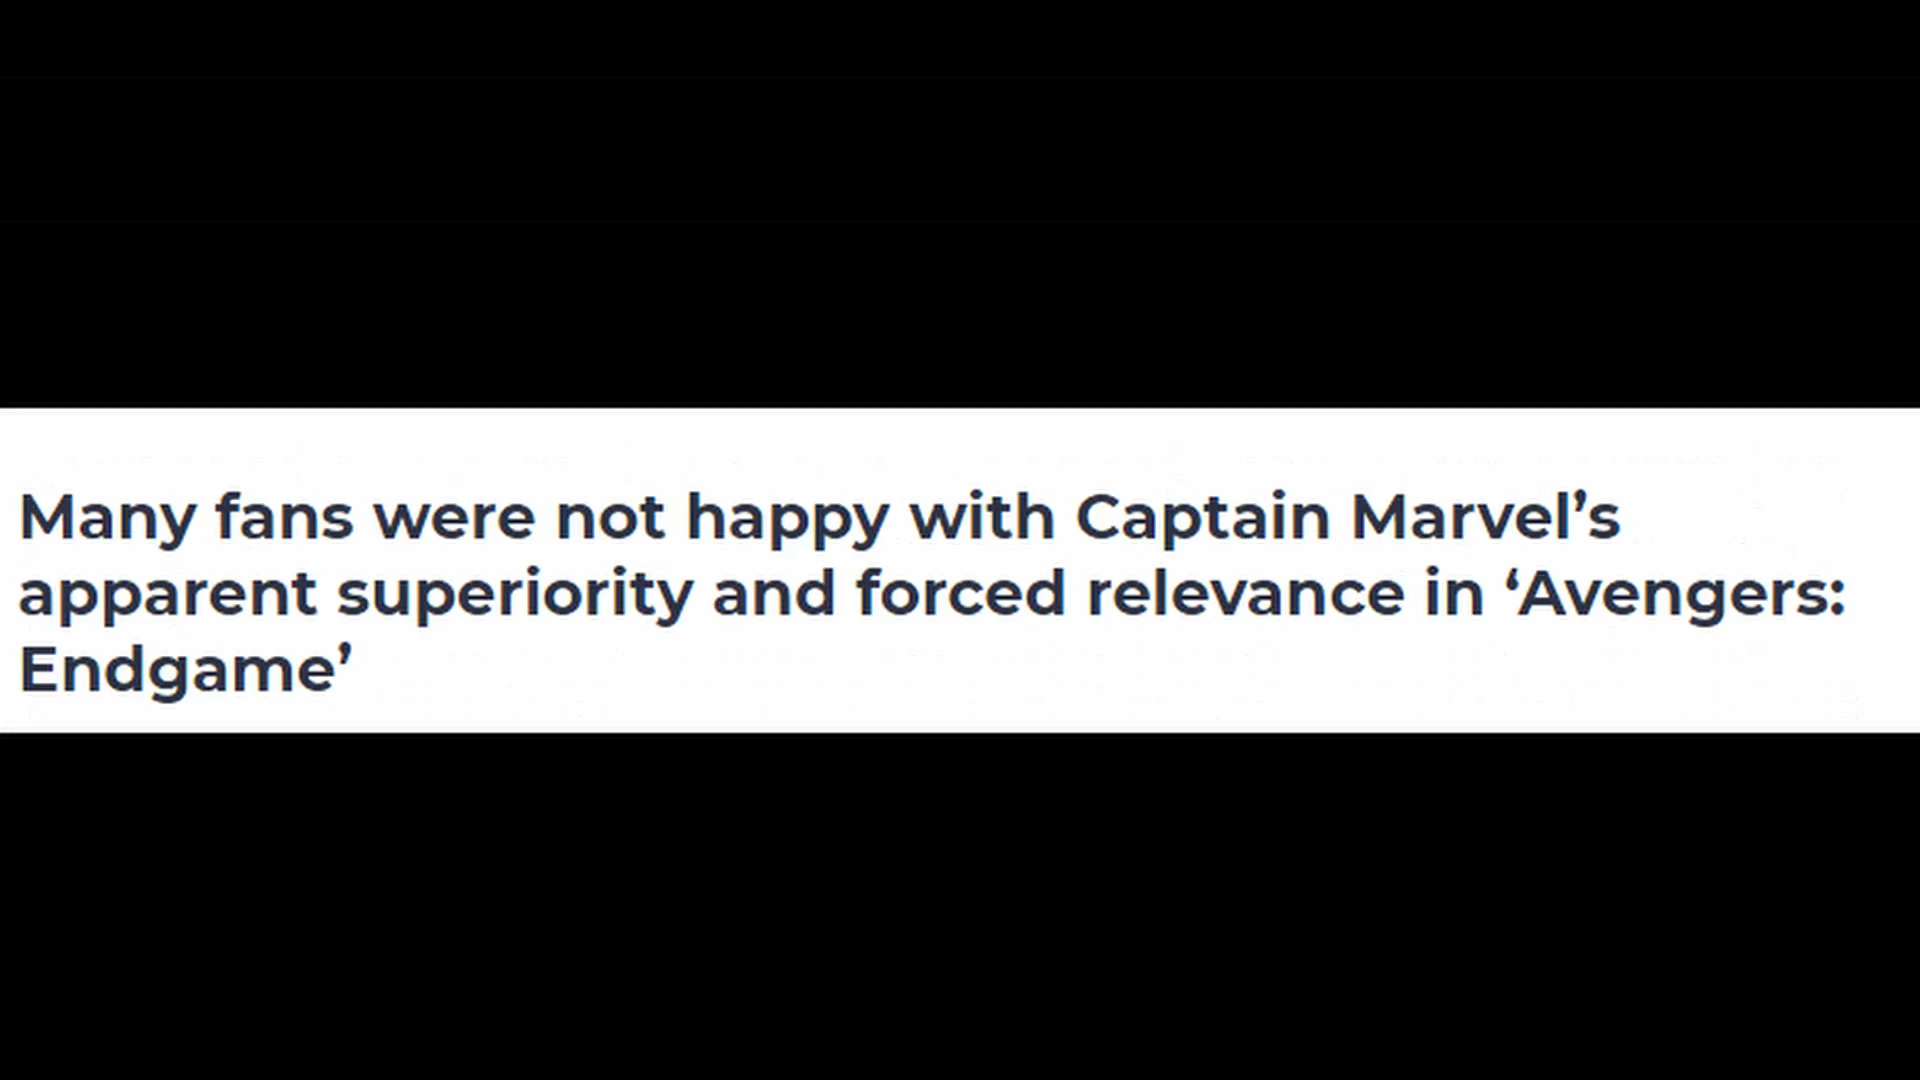 Many fans were not happy with Captain Marvel’s
apparent superiority and forced relevance in ‘Avengers:
Endgame’